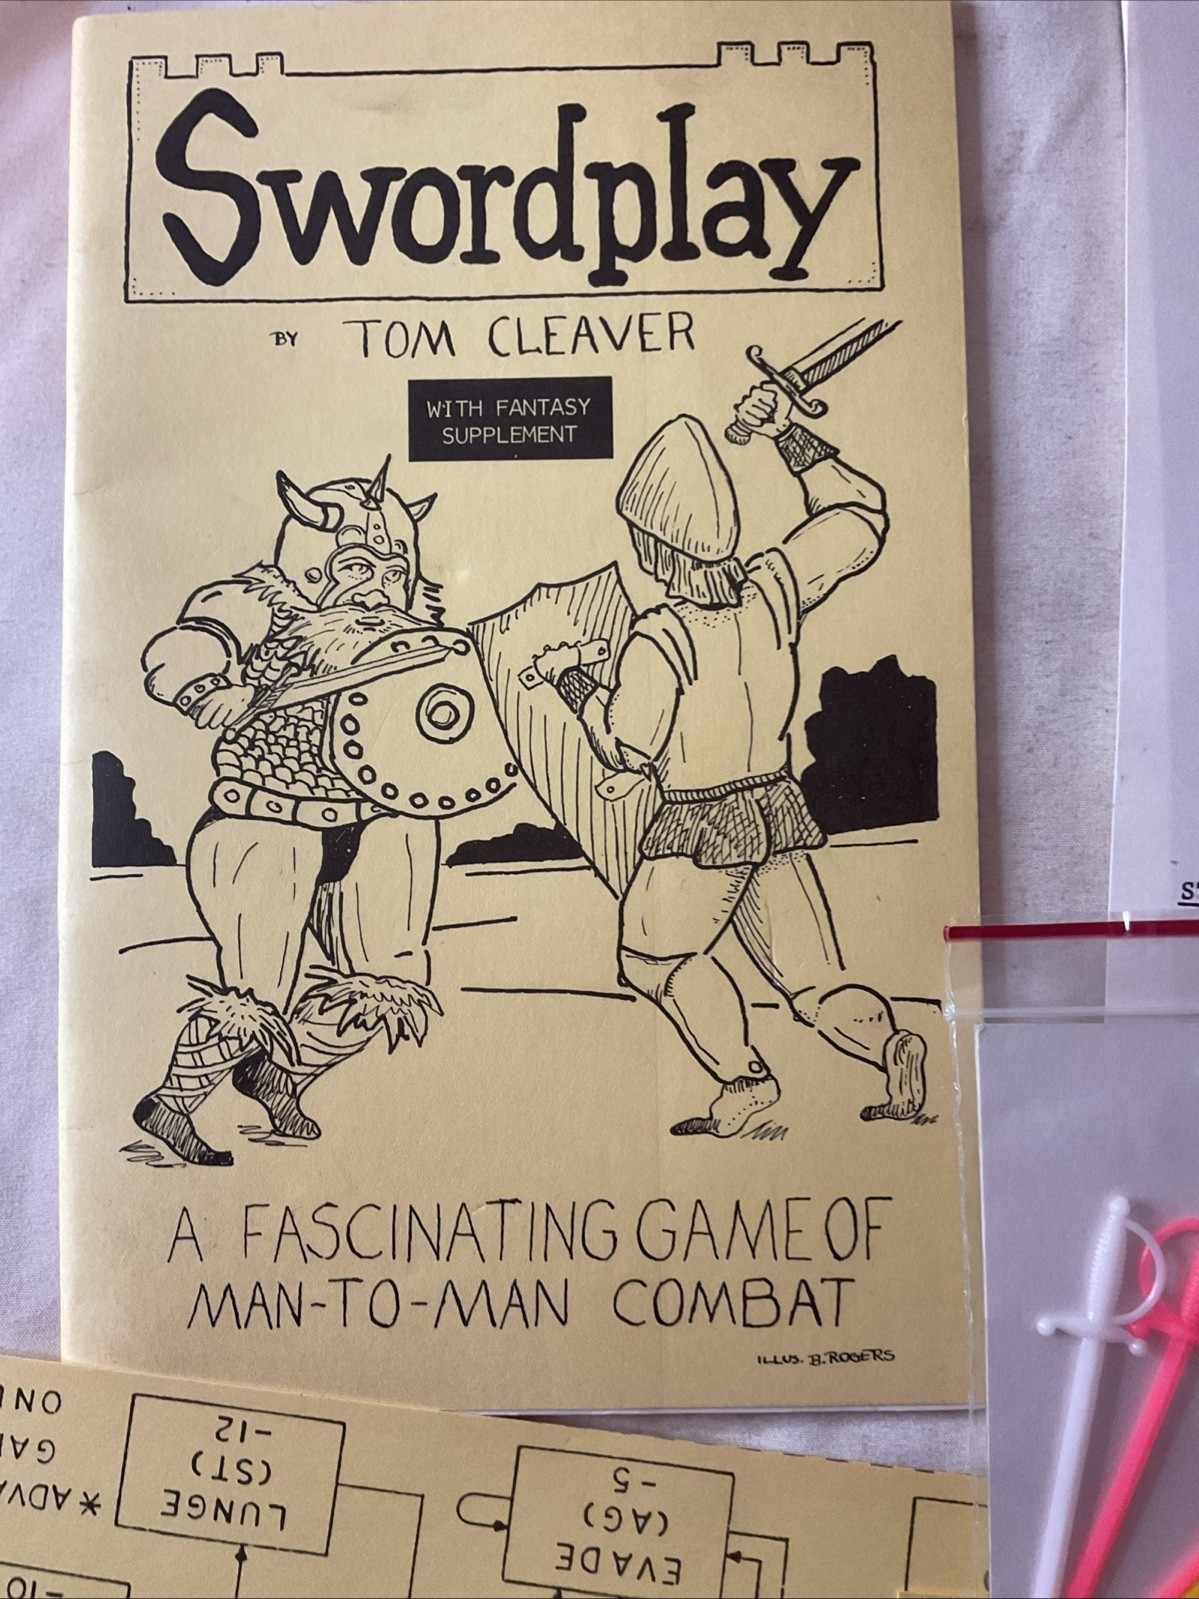 Swordplay
BY TOM CLEAVER
WITH FANTASY
SUPPLEMENT
A FASCINATING GAME OF
MAN-TO-MAN COMBAT
ILLUS. B. ROGERS
LUNGE
(ST)
-12
EVADE
(AG)
-5
-10